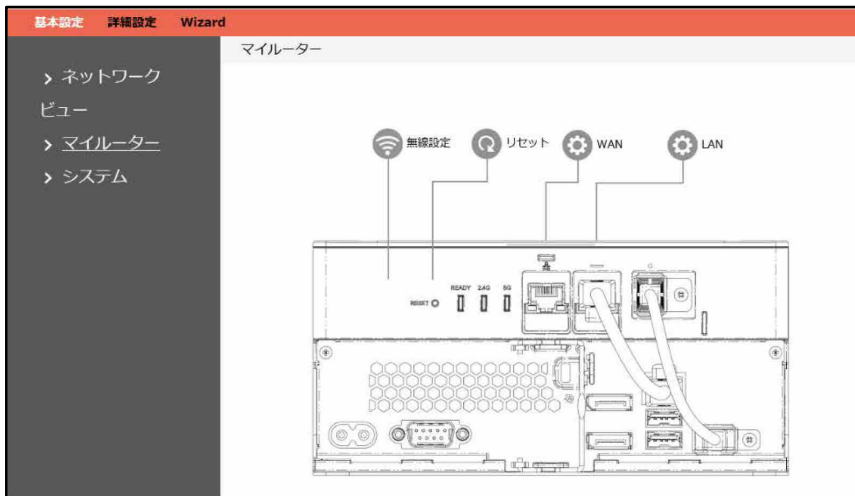 基本設定 詳細設定 Wizard
マイルーター
ネットワーク
ビュー
マイルーター
システム
無線設定 リセット WAN LAN
READY 2.4G 5G
RESET